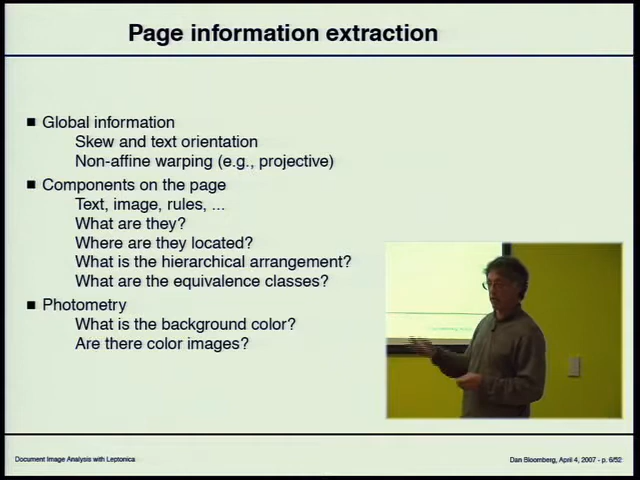 Page information extraction
Global information
Skew and text orientation
Non-affine warping (e.g., projective)
Components on the page
Text, image, rules, ...
What are they?
Where are they located?
What is the hierarchical arrangement?
What are the equivalence classes?
Photometry
What is the background color?
Are there color images?
Document Image Analysis with Leptonica
Dan Bloomberg, April 4, 2007 - p. 6/52